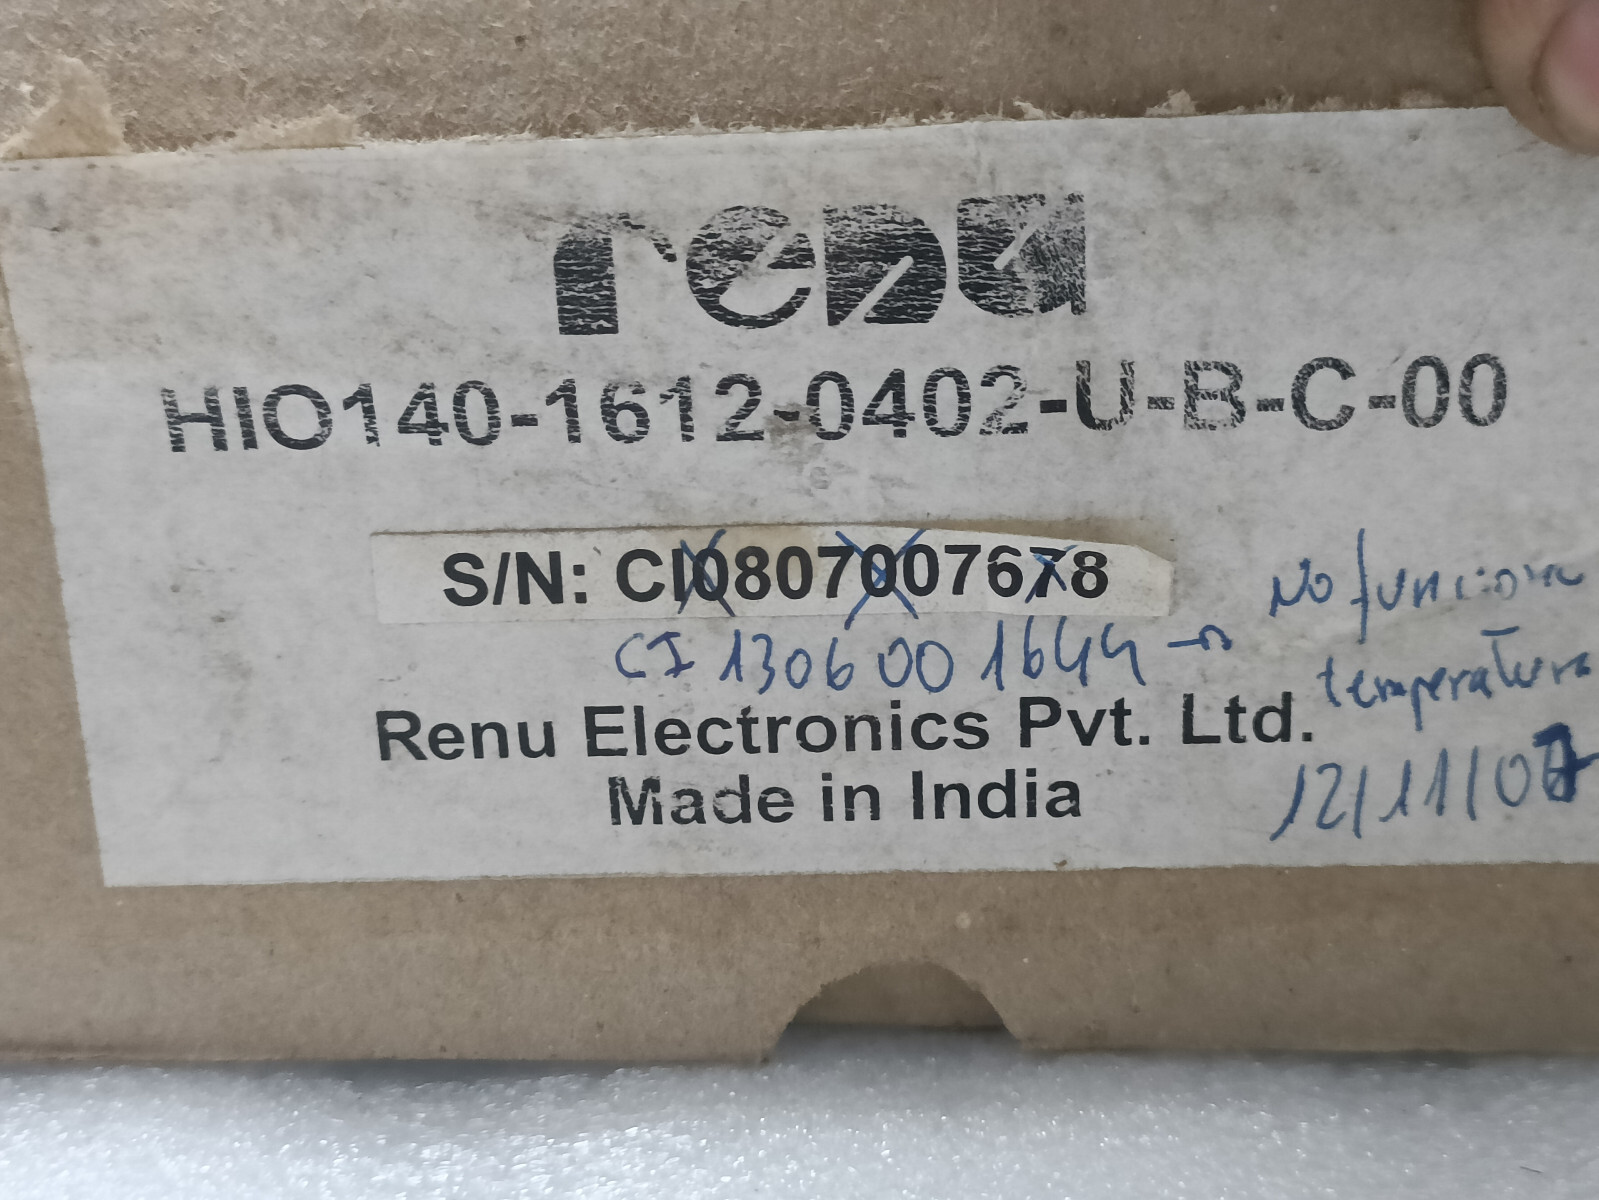 renu
HIO140-1612-0402-U-B-C-00
S/N: CI0807007678
CI 1306001644 → No funciona
temperatura
Renu Electronics Pvt. Ltd.
Made in India
12/11/07